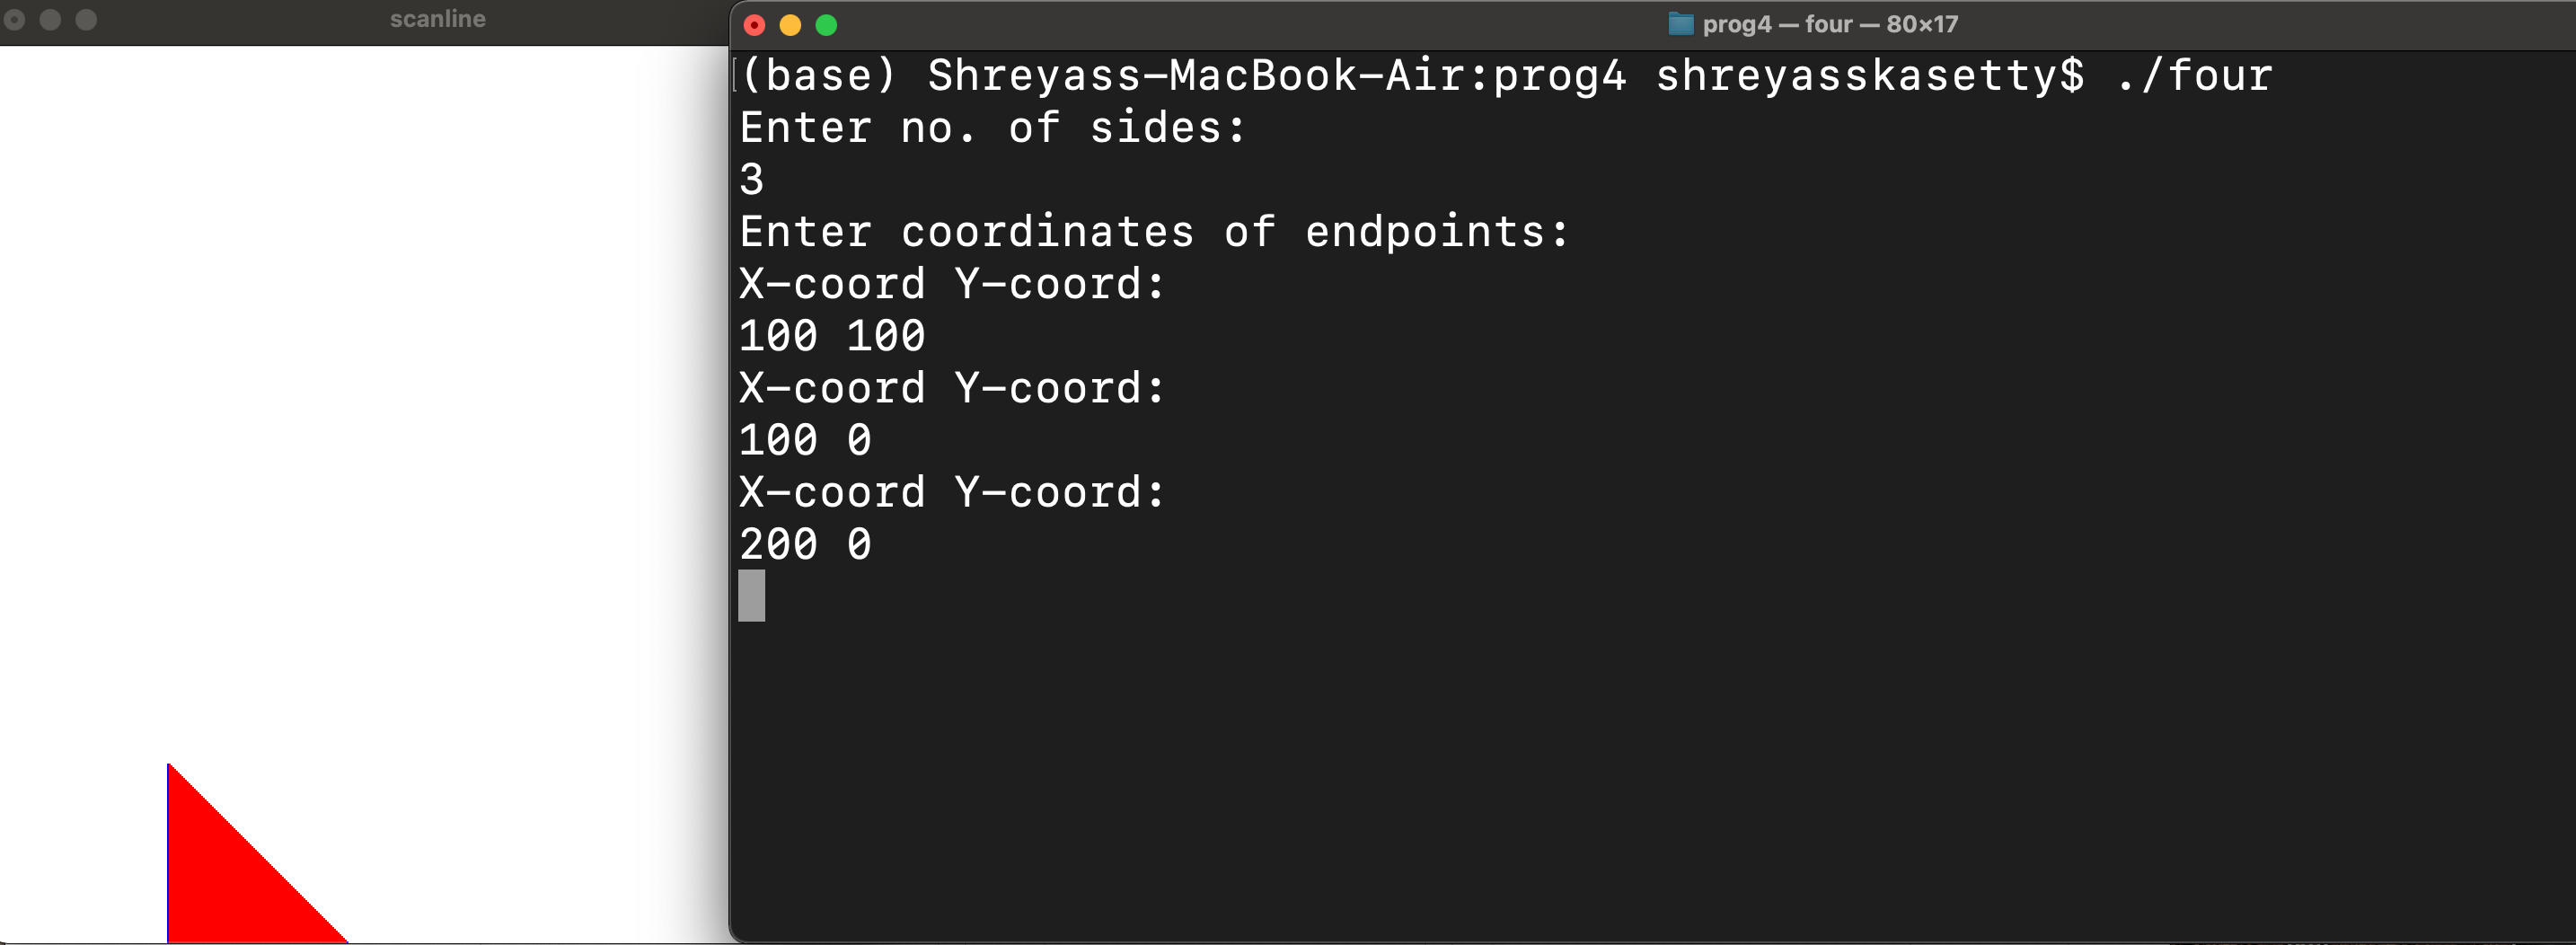 scanline
prog4 — four — 80×17
(base) Shreyass-MacBook-Air:prog4 shreyasskasetty$ ./four
Enter no. of sides:
3
Enter coordinates of endpoints:
X-coord Y-coord:
100 100
X-coord Y-coord:
100 0
X-coord Y-coord:
200 0